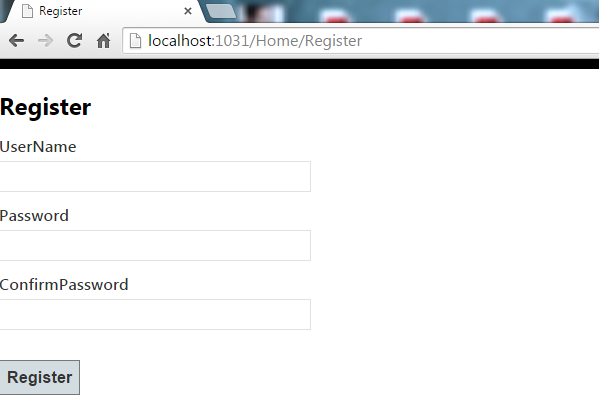 Register
localhost:1031/Home/Register
Register
UserName
Password
ConfirmPassword
Register